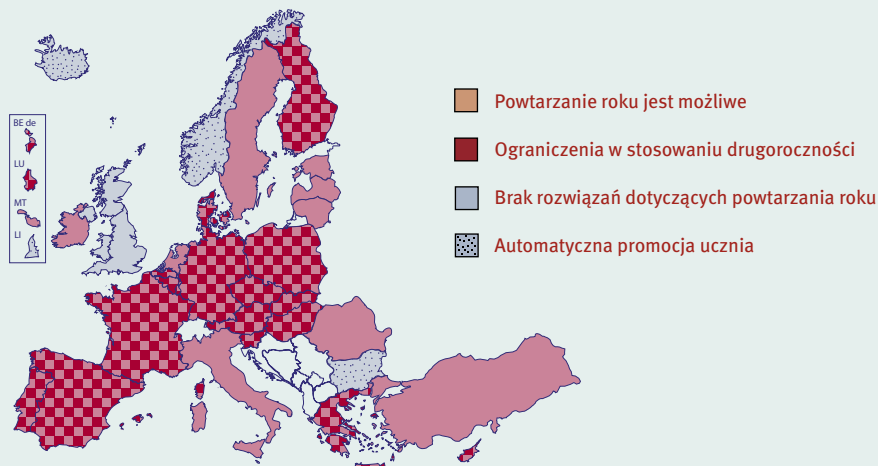 BE de
LU
MT
LI
Powtarzanie roku jest możliwe
Ograniczenia w stosowaniu drugoroczności
Brak rozwiązań dotyczących powtarzania roku
Automatyczna promocja ucznia